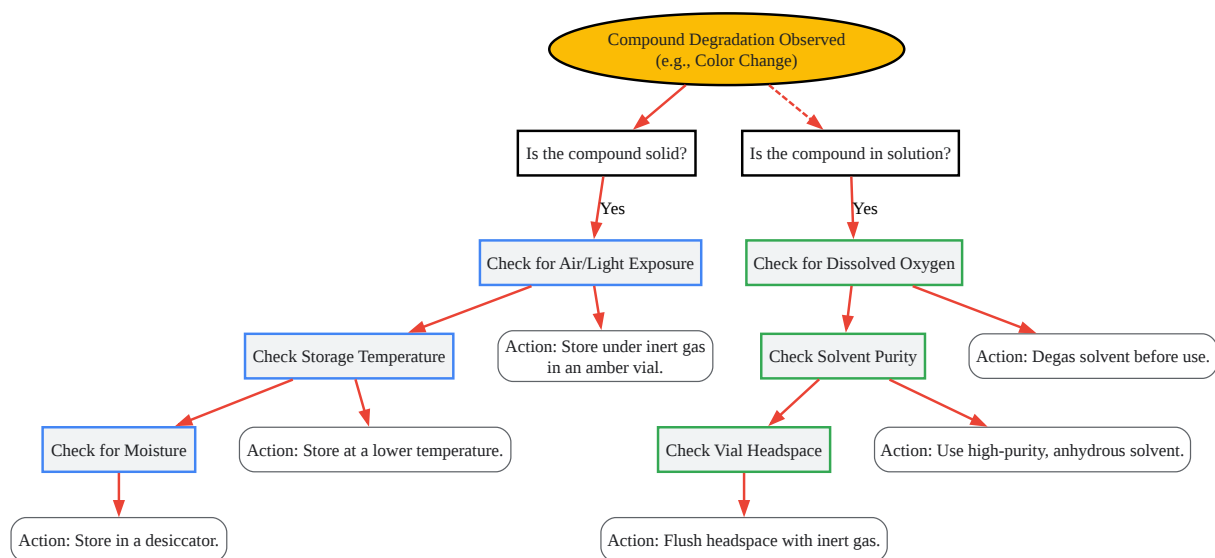 Compound Degradation Observed
(e.g., Color Change)
Is the compound solid?
Is the compound in solution?
Yes
Yes
Check for Air/Light Exposure
Check for Dissolved Oxygen
Check Storage Temperature
Action: Store under inert gas
in an amber vial.
Check Solvent Purity
Action: Degas solvent before use.
Check for Moisture
Action: Store at a lower temperature.
Check Vial Headspace
Action: Use high-purity, anhydrous solvent.
Action: Store in a desiccator.
Action: Flush headspace with inert gas.